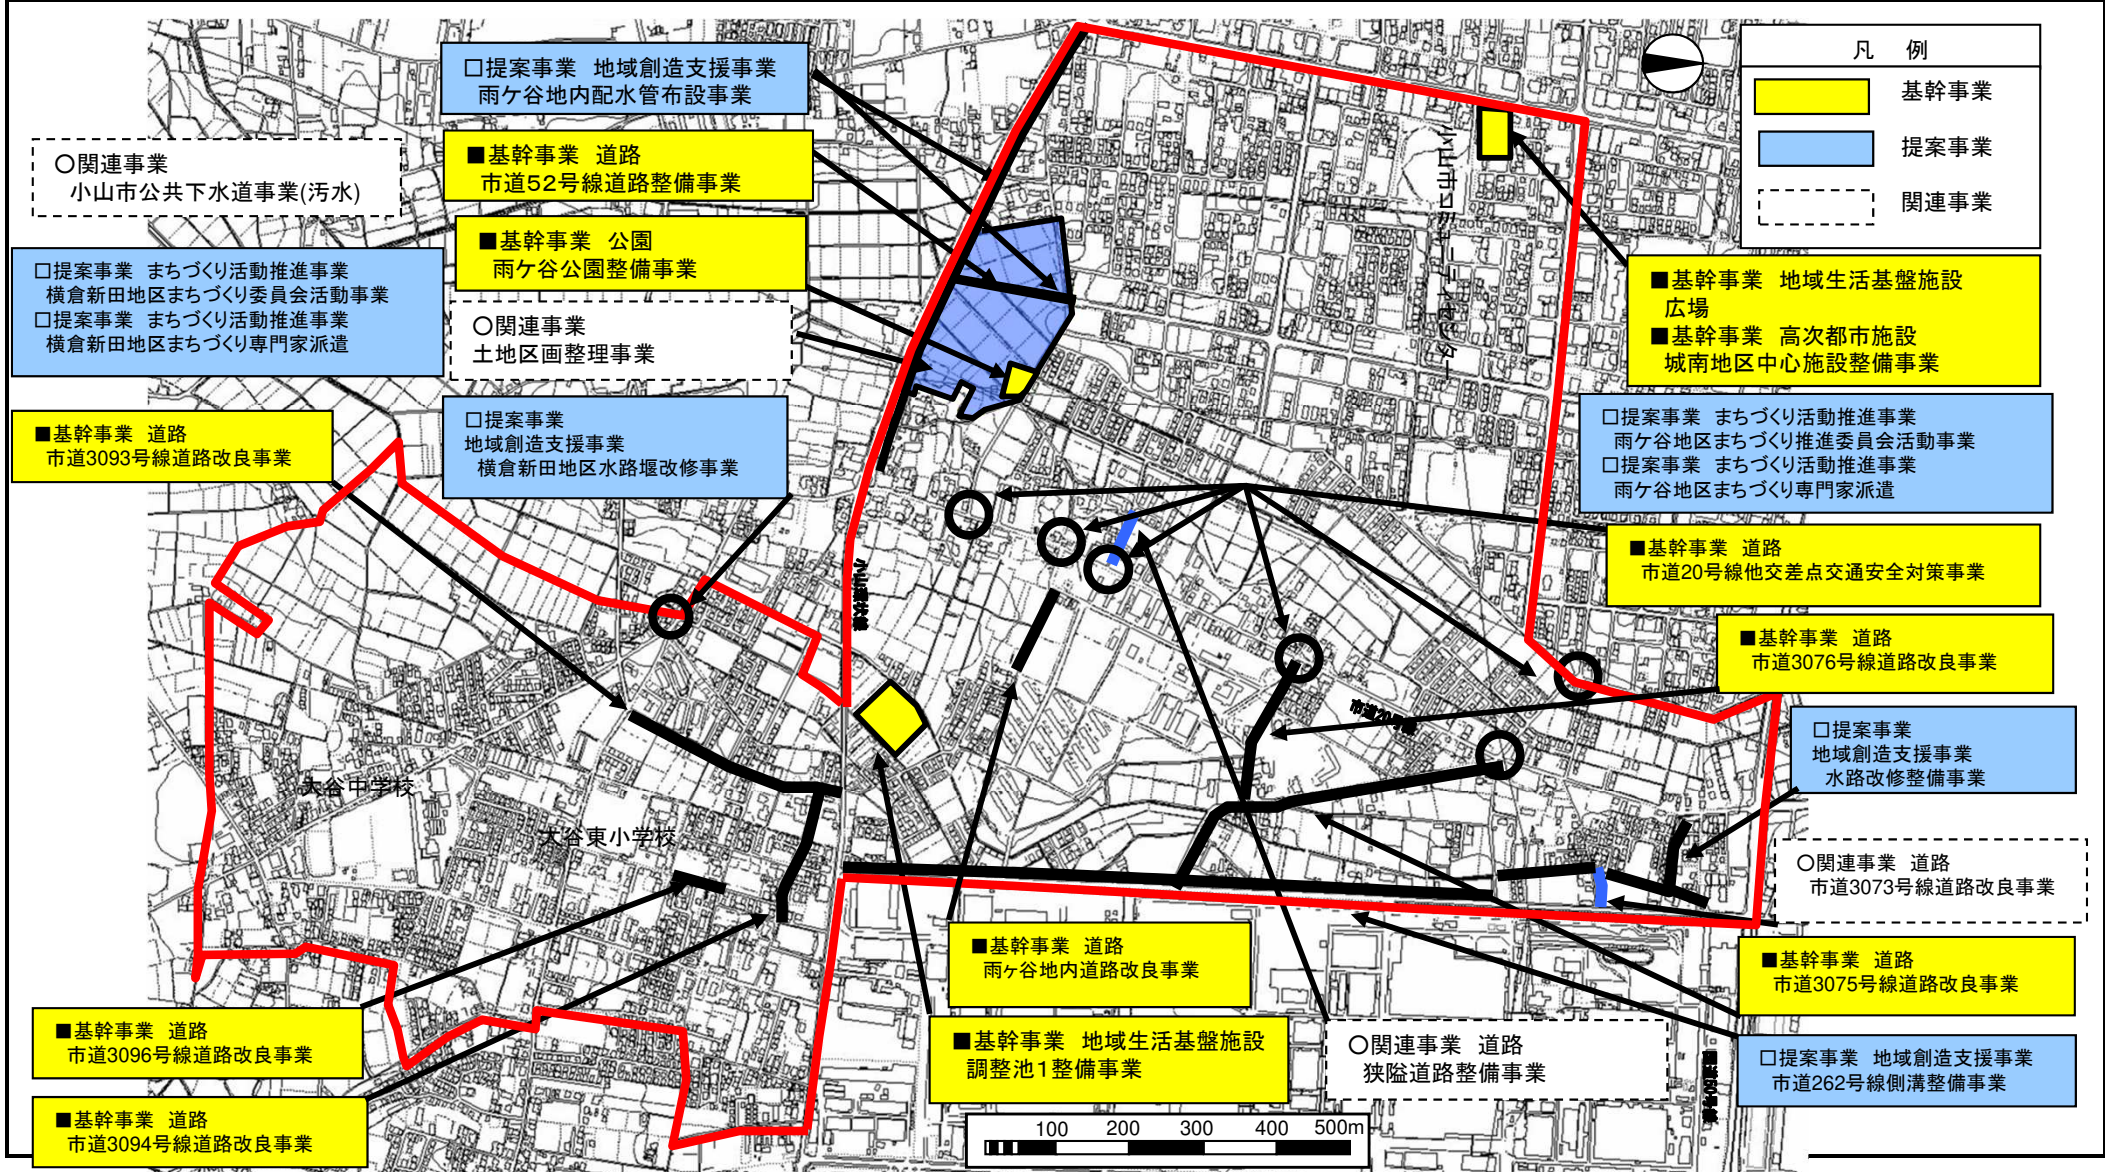 凡　例
基幹事業
提案事業
関連事業
□提案事業 地域創造支援事業
雨ケ谷地内配水管布設事業
■基幹事業 道路
市道52号線道路整備事業
○関連事業
小山市公共下水道事業(汚水)
■基幹事業 公園
雨ケ谷公園整備事業
□提案事業 まちづくり活動推進事業
横倉新田地区まちづくり委員会活動事業
□提案事業 まちづくり活動推進事業
横倉新田地区まちづくり専門家派遣
○関連事業
土地区画整理事業
■基幹事業 道路
市道3093号線道路改良事業
□提案事業
地域創造支援事業
横倉新田地区水路堰改修事業
小山市コミュニティセンター
■基幹事業 地域生活基盤施設
広場
■基幹事業 高次都市施設
城南地区中心施設整備事業
□提案事業 まちづくり活動推進事業
雨ケ谷地区まちづくり推進委員会活動事業
□提案事業 まちづくり活動推進事業
雨ケ谷地区まちづくり専門家派遣
■基幹事業 道路
市道20号線他交差点交通安全対策事業
■基幹事業 道路
市道3076号線道路改良事業
市道20号線
□提案事業
地域創造支援事業
水路改修整備事業
大谷中学校
大谷東小学校
○関連事業 道路
市道3073号線道路改良事業
■基幹事業 道路
雨ヶ谷地内道路改良事業
■基幹事業 道路
市道3075号線道路改良事業
■基幹事業 道路
市道3096号線道路改良事業
■基幹事業 地域生活基盤施設
調整池1整備事業
○関連事業 道路
狭隘道路整備事業
□提案事業 地域創造支援事業
市道262号線側溝整備事業
国道50号線
■基幹事業 道路
市道3094号線道路改良事業
100 200 300 400 500m